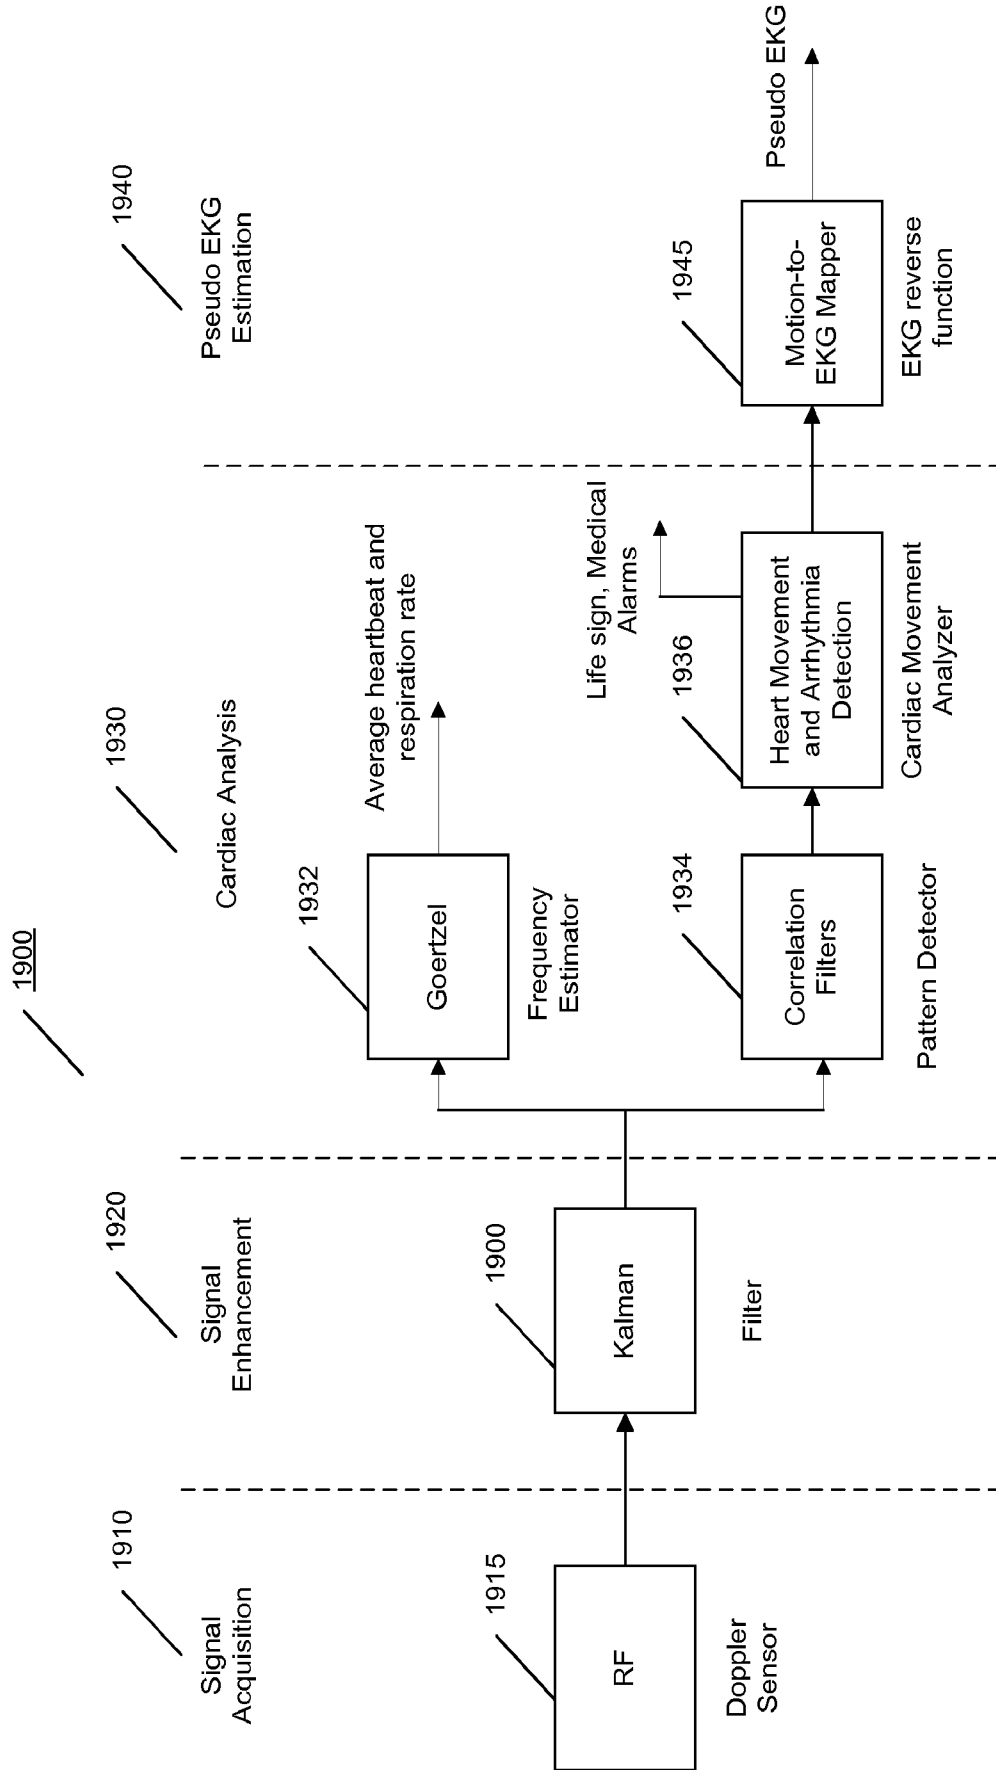 1900
1910
Signal
Acquisition
1920
Signal
Enhancement
1930
Cardiac Analysis
1940
Pseudo EKG
Estimation
1915
RF
Doppler
Sensor
1900
Kalman
Filter
1932
Goertzel
Frequency
Estimator
Average heartbeat and
respiration rate
1934
Correlation
Filters
Pattern Detector
1936
Heart Movement
and Arrhythmia
Detection
Cardiac Movement
Analyzer
Life sign, Medical
Alarms
1945
Motion-to-
EKG Mapper
EKG reverse
function
Pseudo EKG